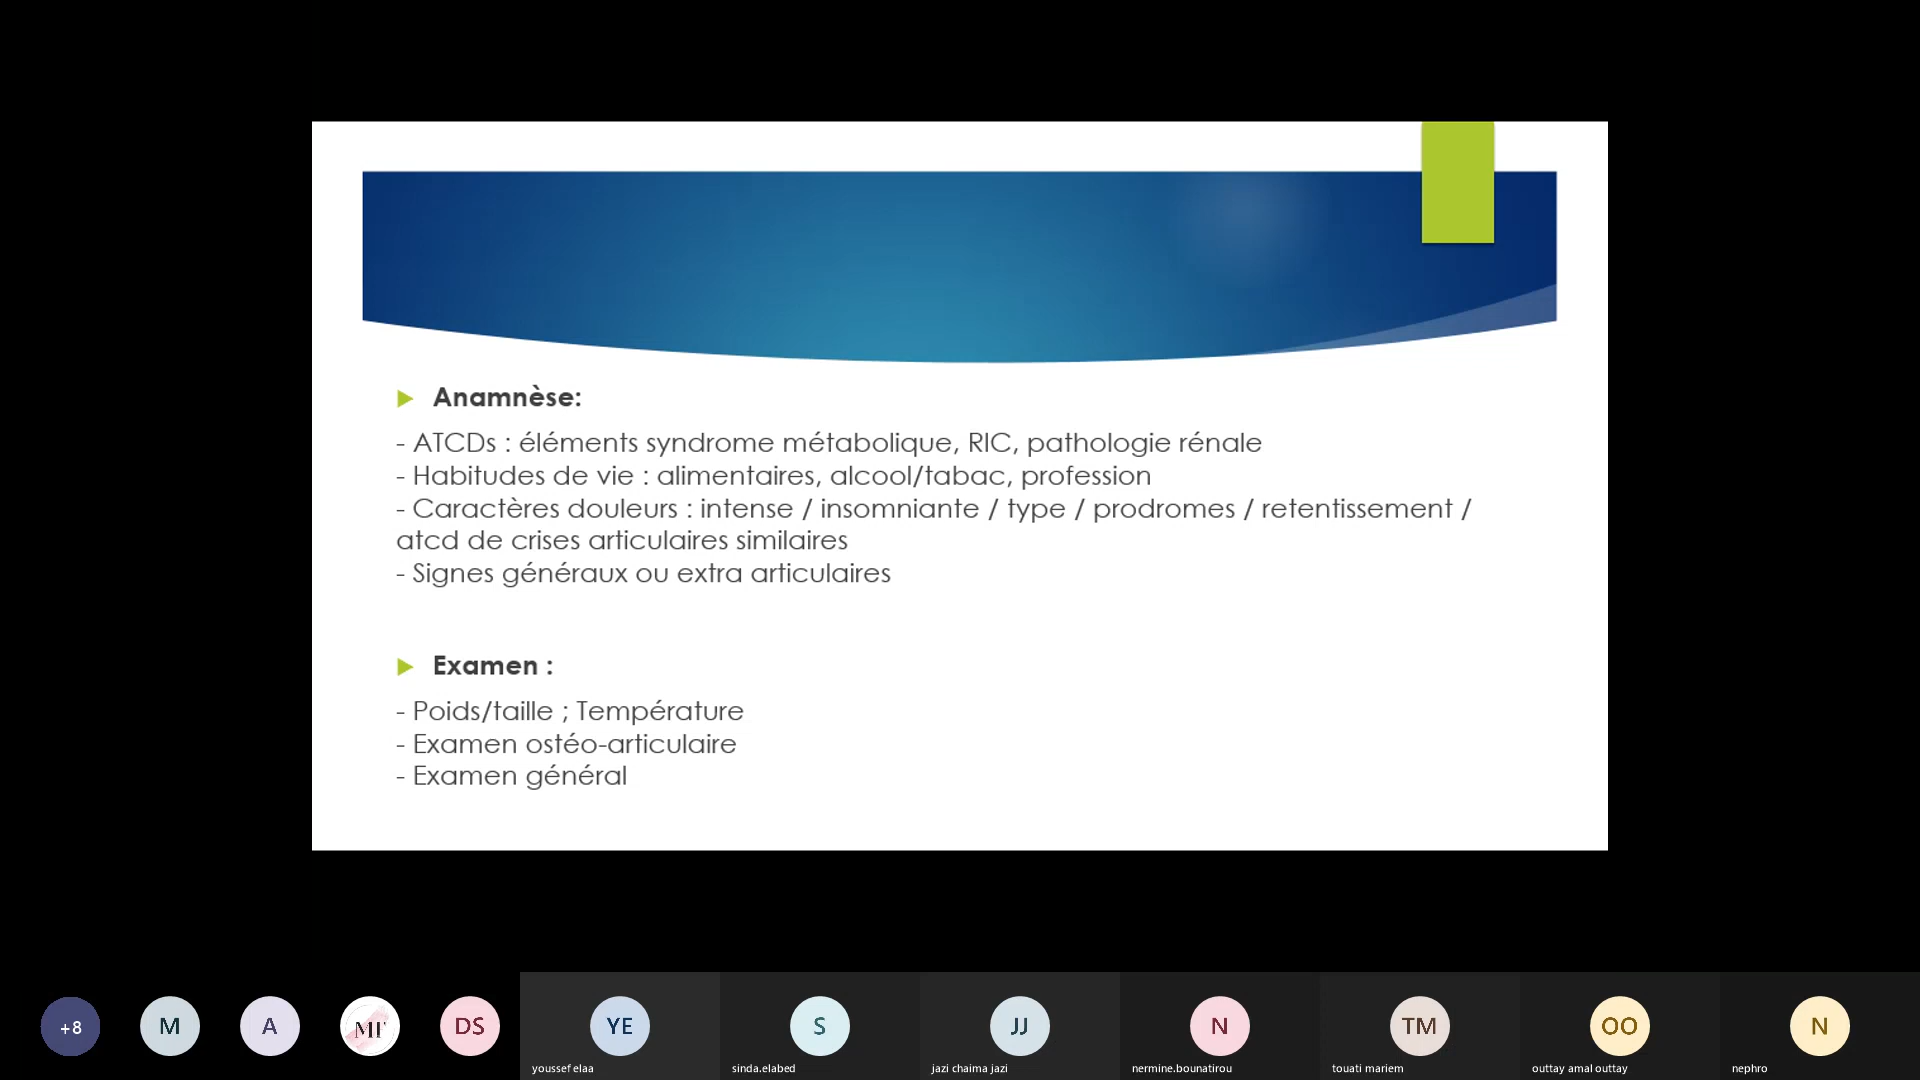 Anamnèse:
- ATCDs : éléments syndrome métabolique, RIC, pathologie rénale
- Habitudes de vie : alimentaires, alcool/tabac, profession
- Caractères douleurs : intense / insomniante / type / prodromes / retentissement /
atcd de crises articulaires similaires
- Signes généraux ou extra articulaires
Examen :
- Poids/taille ; Température
- Examen ostéo-articulaire
- Examen général
+8
M
A
MF
DS
YE
S
JJ
N
TM
OO
N
youssef elaa
sinda.elabed
jazi chaima jazi
nermine.bounatirou
touati mariem
outtay amal outtay
nephro